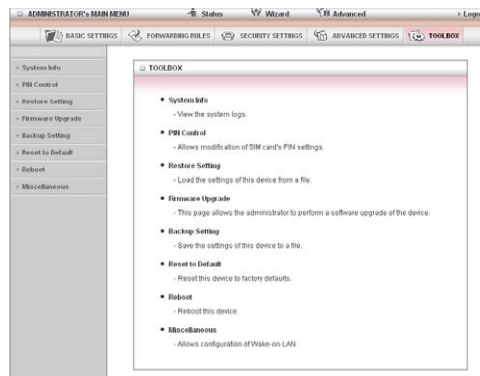 ADMINISTRATOR's MAIN MENU Status Wizard Advanced › Logo
BASIC SETTINGS FORWARDING RULES SECURITY SETTINGS ADVANCED SETTINGS TOOLBOX
System Info
PIN Control
Restore Setting
Firmware Upgrade
Backup Setting
Reset to Default
Reboot
Miscellaneous
TOOLBOX
• System Info
- View the system logs.
• PIN Control
- Allows modification of SIM card's PIN settings.
• Restore Setting
- Load the settings of this device from a file.
• Firmware Upgrade
- This page allows the administrator to perform a software upgrade of the device.
• Backup Setting
- Save the settings of this device to a file.
• Reset to Default
- Reset this device to factory defaults.
• Reboot
- Reboot this device.
• Miscellaneous
- Allows configuration of Wake-on-LAN